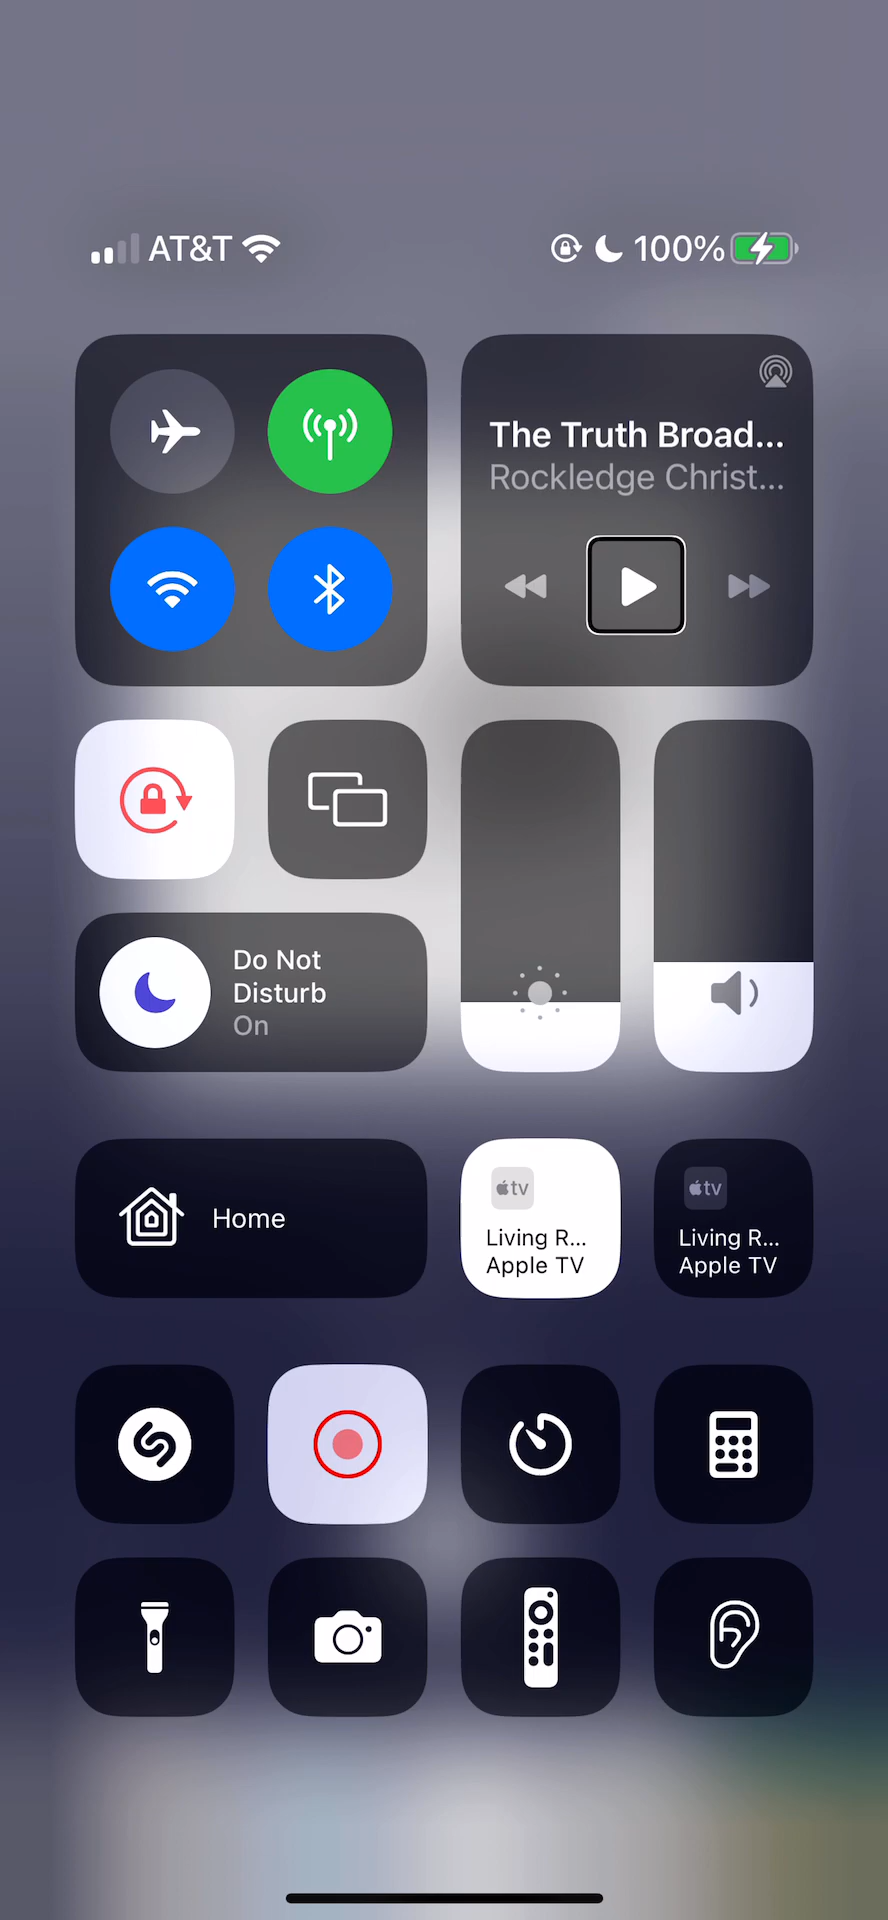 AT&T 100%
The Truth Broad...
Rockledge Christ...
Do Not
Disturb
On
Home
tv
Living R...
Apple TV
tv
Living R...
Apple TV